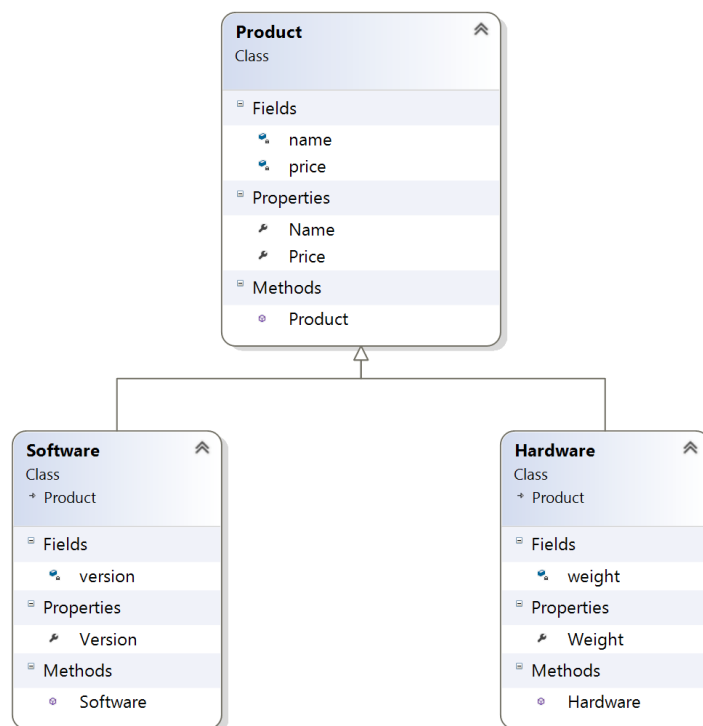 Product
Class
Fields
name
price
Properties
Name
Price
Methods
Product
Software
Class
Product
Fields
version
Properties
Version
Methods
Software
Hardware
Class
Product
Fields
weight
Properties
Weight
Methods
Hardware